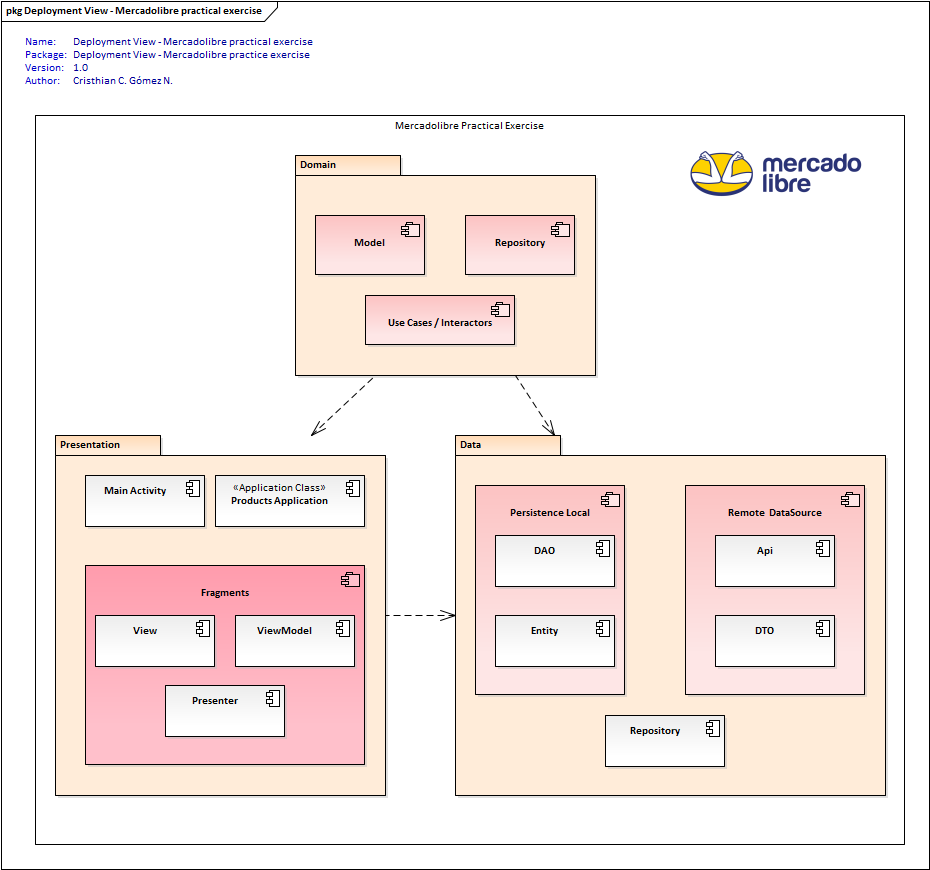 pkg Deployment View - Mercadolibre practical exercise
Name: Deployment View - Mercadolibre practical exercise
Package: Deployment View - Mercadolibre practice exercise
Version: 1.0
Author: Cristhian C. Gómez N.
Mercadolibre Practical Exercise
mercado
libre
Domain
Model
Repository
Use Cases / Interactors
Presentation
Main Activity
«Application Class»
Products Application
Fragments
View
ViewModel
Presenter
Data
Persistence Local
DAO
Entity
Remote DataSource
Api
DTO
Repository